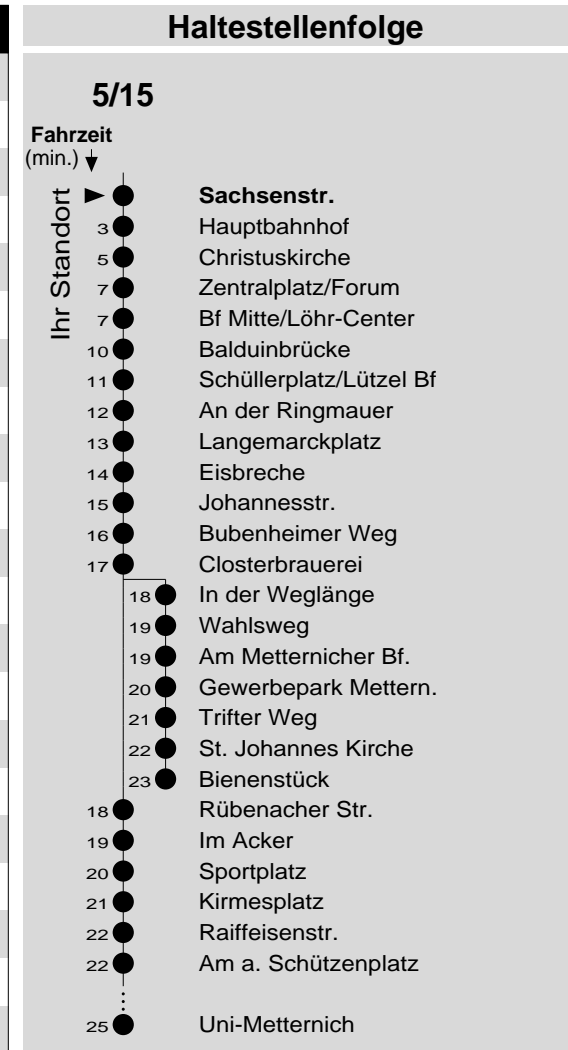 Haltestellenfolge
5/15
Fahrzeit
(min.)
Ihr Standort
Sachsenstr.
3 Hauptbahnhof
5 Christuskirche
7 Zentralplatz/Forum
7 Bf Mitte/Löhr-Center
10 Balduinbrücke
11 Schüllerplatz/Lützel Bf
12 An der Ringmauer
13 Langemarckplatz
14 Eisbreche
15 Johannesstr.
16 Bubenheimer Weg
17 Closterbrauerei
18 In der Weglänge
19 Wahlsweg
19 Am Metternicher Bf.
20 Gewerbepark Mettern.
21 Trifter Weg
22 St. Johannes Kirche
23 Bienenstück
18 Rübenacher Str.
19 Im Acker
20 Sportplatz
21 Kirmesplatz
22 Raiffeisenstr.
22 Am a. Schützenplatz
25 Uni-Metternich